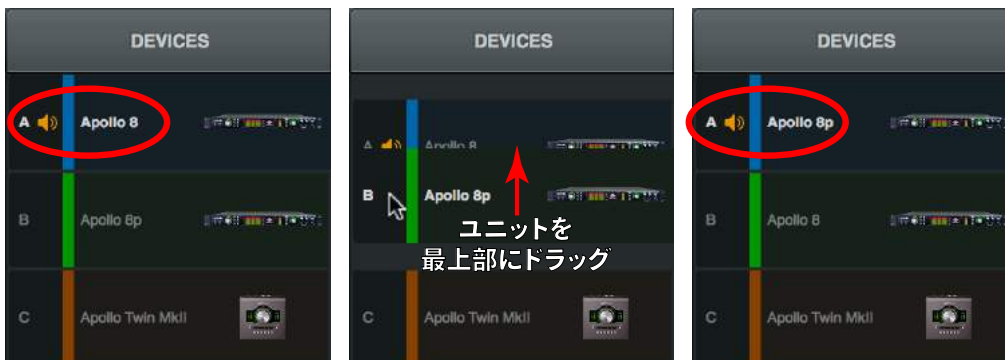 DEVICES
A Apollo 8
B Apollo 8p
C Apollo Twin MkII
DEVICES
A Apollo 8
B Apollo 8p
ユニットを
最上部にドラッグ
C Apollo Twin MkII
DEVICES
A Apollo 8p
B Apollo 8
C Apollo Twin MkII